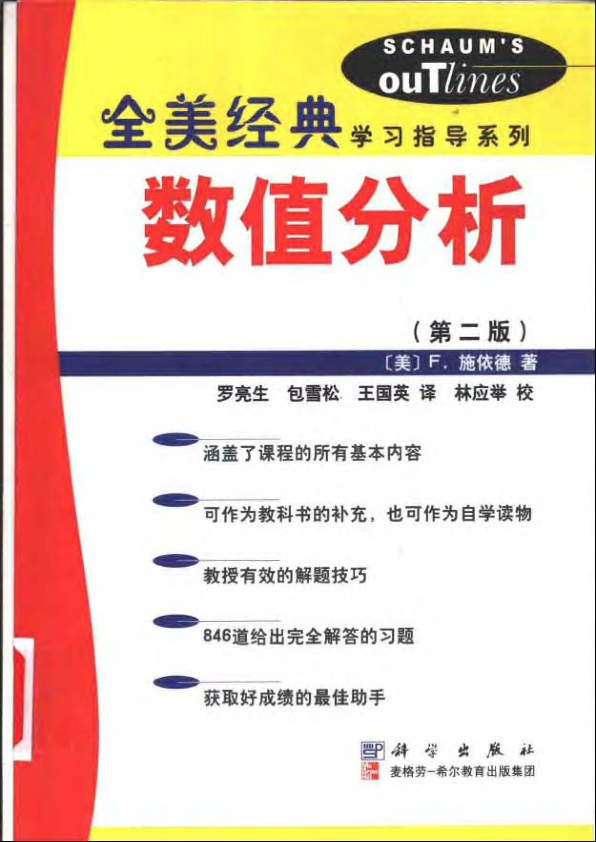 SCHAUM'S
ouTlines
全美经典学习指导系列
数值分析
(第二版)
〔美〕F. 施依德 著
罗亮生 包雪松 王国英 译 林应举 校
涵盖了课程的所有基本内容
可作为教科书的补充,也可作为自学读物
教授有效的解题技巧
846道给出完全解答的习题
获取好成绩的最佳助手
科学出版社
麦格劳-希尔教育出版集团